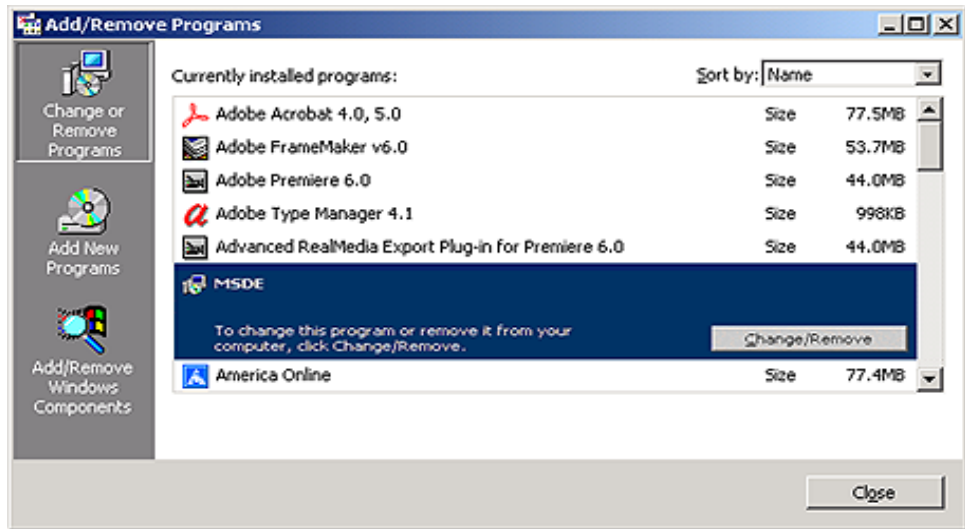 Add/Remove Programs
Change or
Remove
Programs
Add New
Programs
Add/Remove
Windows
Components
Currently installed programs:
Sort by: Name
Adobe Acrobat 4.0, 5.0 Size 77.5MB
Adobe FrameMaker v6.0 Size 53.7MB
Adobe Premiere 6.0 Size 44.0MB
Adobe Type Manager 4.1 Size 998KB
Advanced RealMedia Export Plug-in for Premiere 6.0 Size 44.0MB
MSDE
To change this program or remove it from your
computer, click Change/Remove.
Change/Remove
America Online Size 77.4MB
Close